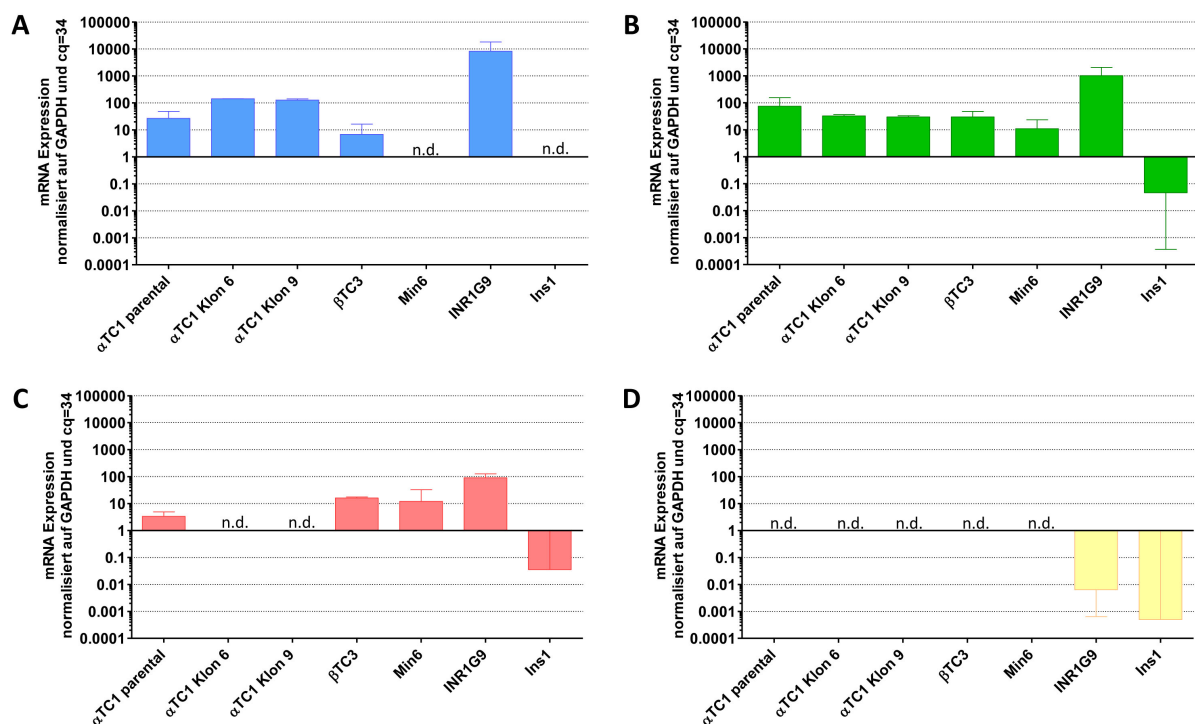 A
mRNA Expression
normalisiert auf GAPDH und cq=34
100000
10000
1000
100
10
1
0.1
0.01
0.001
0.0001
n.d.
n.d.
αTC1 parental
αTC1 Klon 6
αTC1 Klon 9
βTC3
Min6
INR1G9
Ins1
B
mRNA Expression
normalisiert auf GAPDH und cq=34
100000
10000
1000
100
10
1
0.1
0.01
0.001
0.0001
αTC1 parental
αTC1 Klon 6
αTC1 Klon 9
βTC3
Min6
INR1G9
Ins1
C
mRNA Expression
normalisiert auf GAPDH und cq=34
100000
10000
1000
100
10
1
0.1
0.01
0.001
0.0001
n.d.
n.d.
αTC1 parental
αTC1 Klon 6
αTC1 Klon 9
βTC3
Min6
INR1G9
Ins1
D
mRNA Expression
normalisiert auf GAPDH und cq=34
100000
10000
1000
100
10
1
0.1
0.01
0.001
0.0001
n.d.
n.d.
n.d.
n.d.
n.d.
αTC1 parental
αTC1 Klon 6
αTC1 Klon 9
βTC3
Min6
INR1G9
Ins1